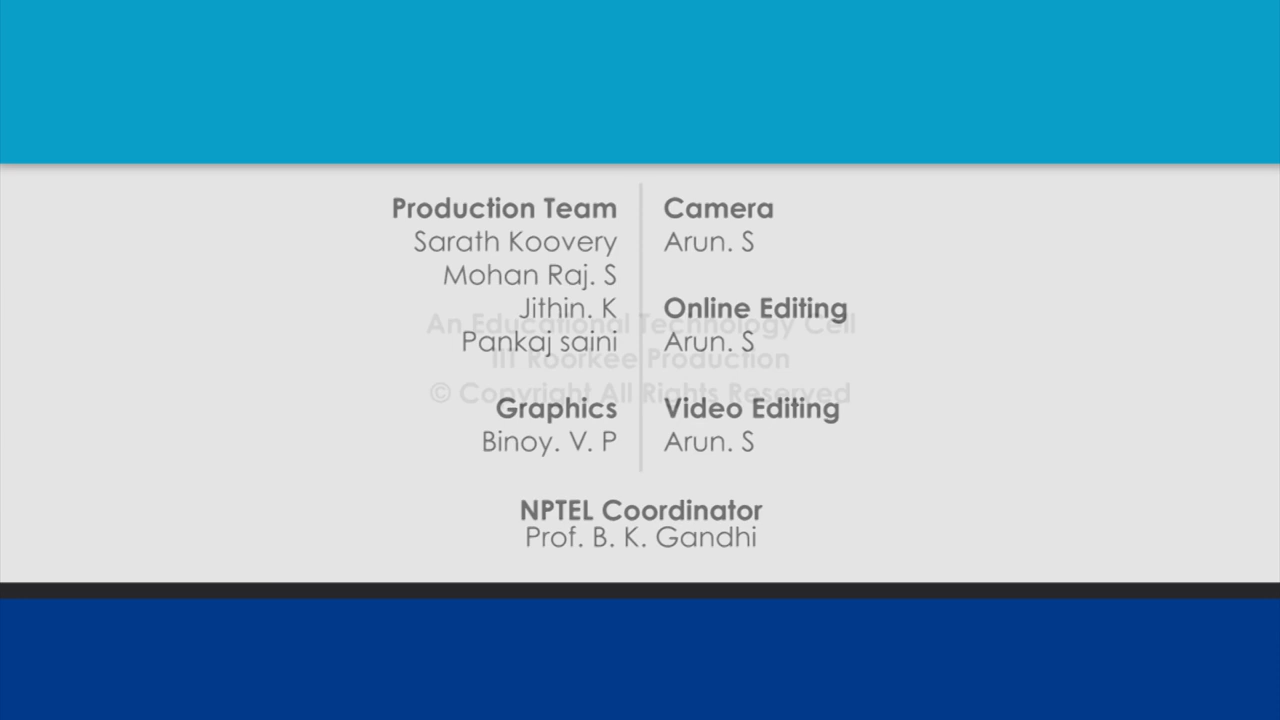 Production Team
Sarath Koovery
Mohan Raj. S
Jithin. K
Pankaj saini
Graphics
Binoy. V. P
Camera
Arun. S
Online Editing
Arun. S
Video Editing
Arun. S
NPTEL Coordinator
Prof. B. K. Gandhi
An Educational Technology Cell
IIT Roorkee Production
© Copyright All Rights Reserved